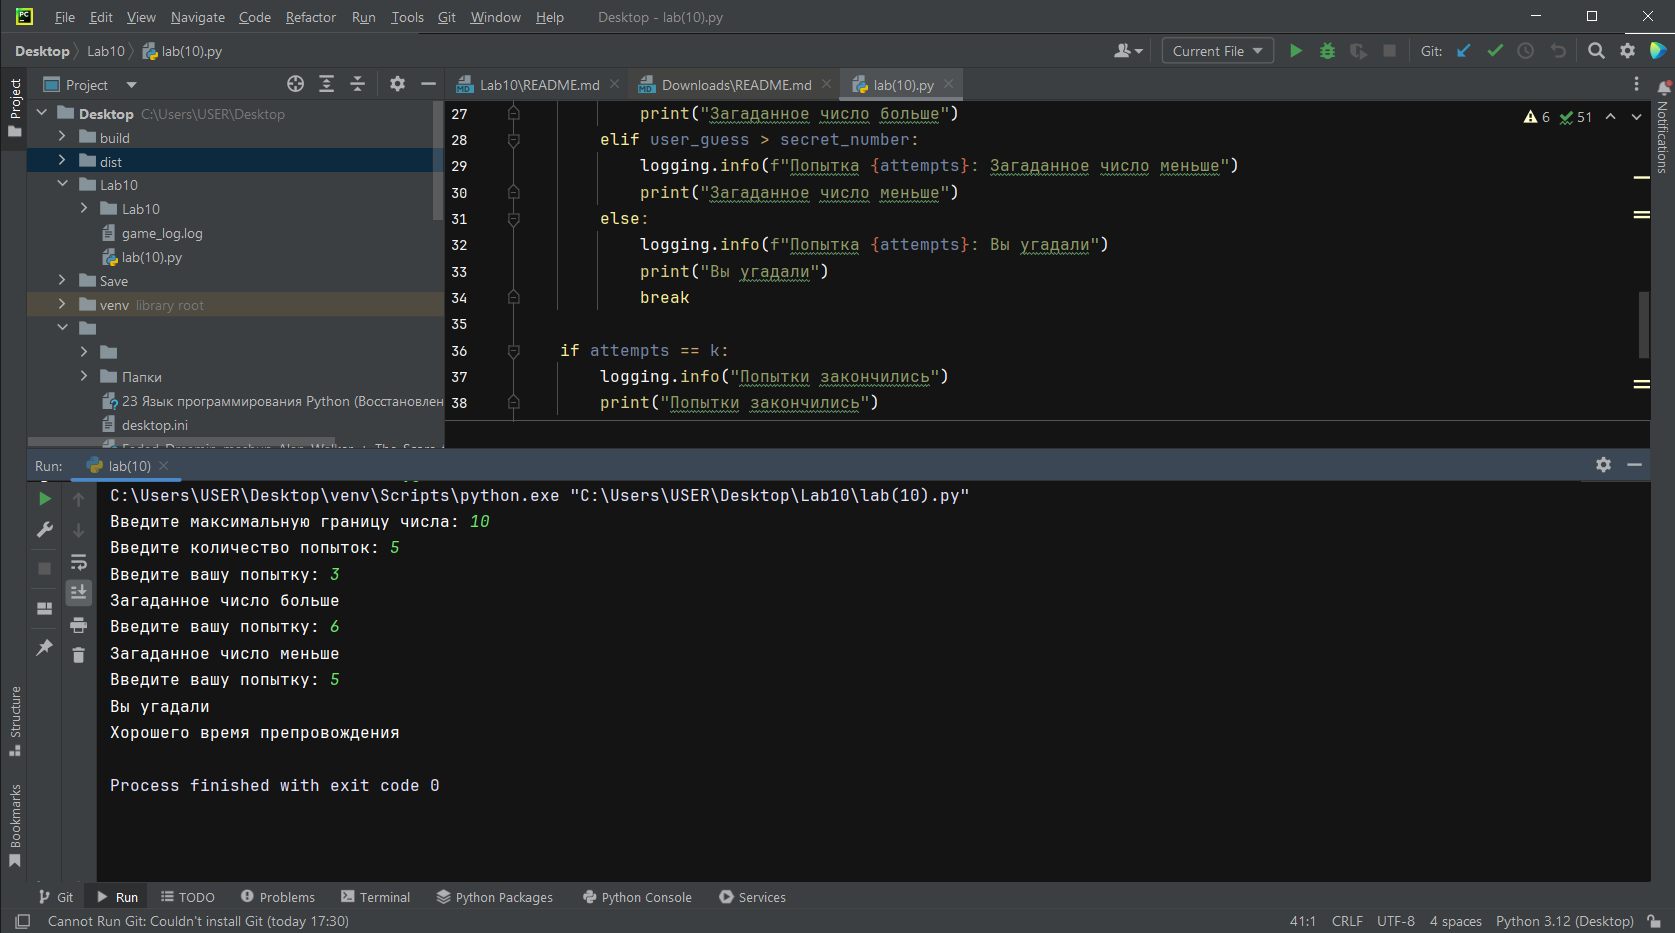 PC
File Edit View Navigate Code Refactor Run Tools Git Window Help Desktop - lab(10).py
Desktop Lab10 lab(10).py Current File Git:
Project
Project
Lab10\README.md Downloads\README.md lab(10).py
Notifications
Desktop C:\Users\USER\Desktop
build
dist
Lab10
Lab10
game_log.log
lab(10).py
Save
venv library root
Папки
23 Язык программирования Python (Восстановлен
desktop.ini
6 51
27 print("Загаданное число больше")
28 elif user_guess > secret_number:
29 logging.info(f"Попытка {attempts}: Загаданное число меньше")
30 print("Загаданное число меньше")
31 else:
32 logging.info(f"Попытка {attempts}: Вы угадали")
33 print("Вы угадали")
34 break
35
36 if attempts == k:
37 logging.info("Попытки закончились")
38 print("Попытки закончились")
Run: lab(10)
C:\Users\USER\Desktop\venv\Scripts\python.exe "C:\Users\USER\Desktop\Lab10\lab(10).py"
Введите максимальную границу числа: 10
Введите количество попыток: 5
Введите вашу попытку: 3
Загаданное число больше
Введите вашу попытку: 6
Загаданное число меньше
Введите вашу попытку: 5
Вы угадали
Хорошего время препровождения
Process finished with exit code 0
Structure
Bookmarks
Git Run TODO Problems Terminal Python Packages Python Console Services
Cannot Run Git: Couldn't install Git (today 17:30) 41:1 CRLF UTF-8 4 spaces Python 3.12 (Desktop)